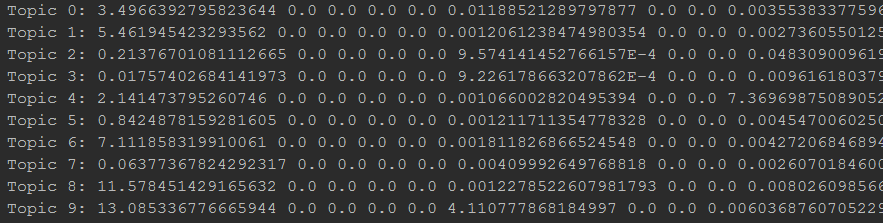 Topic 0: 3.4966392795823644 0.0 0.0 0.0 0.0 0.01188521289797877 0.0 0.0 0.00355383377596
Topic 1: 5.461945423293562 0.0 0.0 0.0 0.0 0.0012061238474980354 0.0 0.0 0.00273605501 25
Topic 2: 0.21376701081112665 0.0 0.0 0.0 0.0 9.574141452766157E-4 0.0 0.0 0.048309009619
Topic 3: 0.01757402684141973 0.0 0.0 0.0 0.0 9.226178663207862E-4 0.0 0.0 0.009616180379
Topic 4: 2.141473795260746 0.0 0.0 0.0 0.0 0.001066002820495394 0.0 0.0 7.36969875089052
Topic 5: 0.8424878159281605 0.0 0.0 0.0 0.0 0.001211711354778328 0.0 0.0 0.004547006025 0
Topic 6: 7.111858319910061 0.0 0.0 0.0 0.0 0.001811826866524548 0.0 0.0 0.00427206846894
Topic 7: 0.06377367824292317 0.0 0.0 0.0 0.0 0.00409992649768818 0.0 0.0 0.0026070184600
Topic 8: 11.578451429165632 0.0 0.0 0.0 0.0 0.0012278522607981793 0.0 0.0 0.008026098566
Topic 9: 13.085336776665944 0.0 0.0 0.0 0.0 4.110777868184997 0.0 0.0 0.0060368760705229